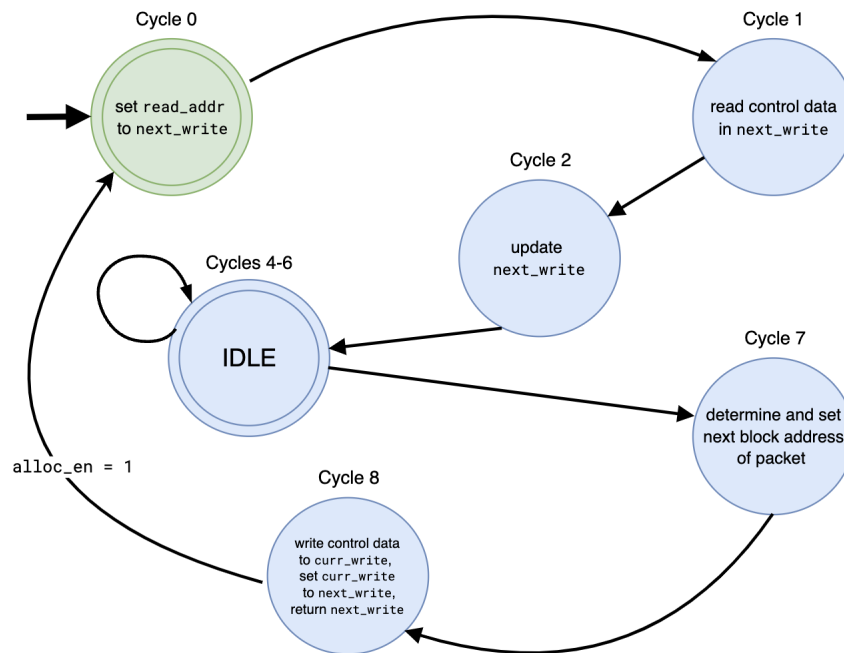 Cycle 0
set read_addr
to next_write
Cycle 1
read control data
in next_write
Cycle 2
update
next_write
Cycles 4-6
IDLE
Cycle 7
determine and set
next block address
of packet
Cycle 8
write control data
to curr_write,
set curr_write
to next_write,
return next_write
alloc_en = 1